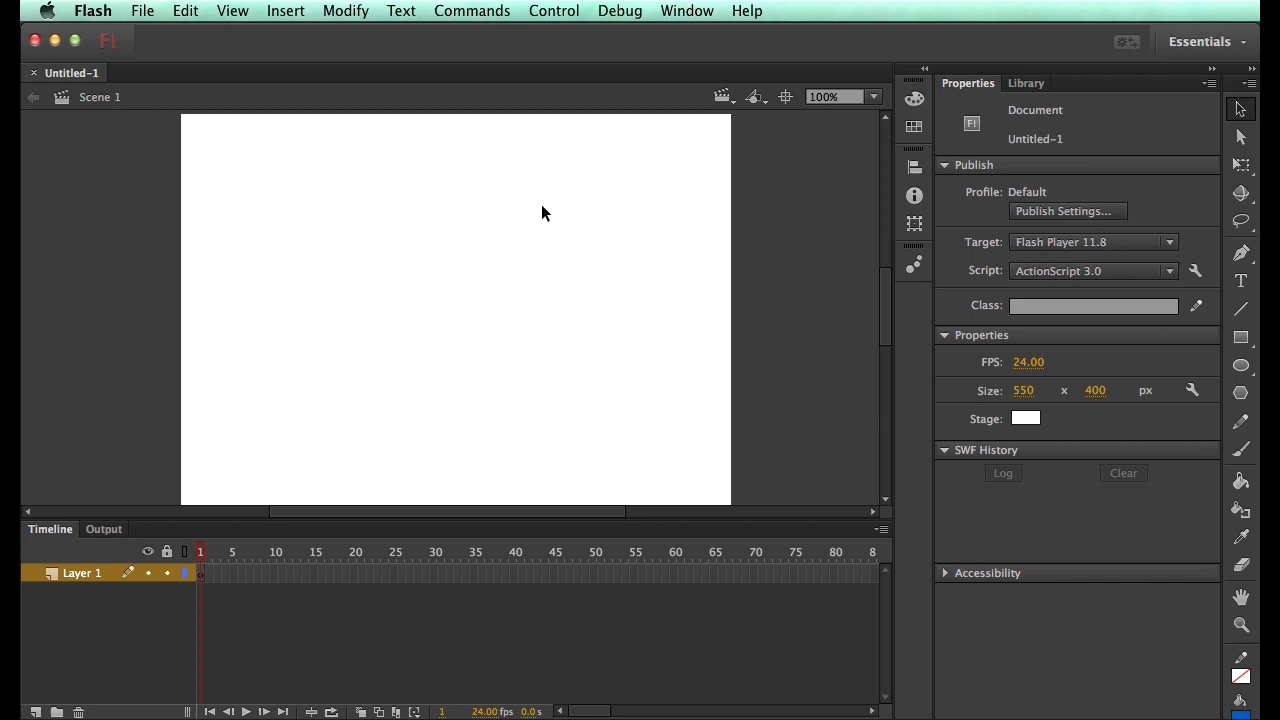 Flash File Edit View Insert Modify Text Commands Control Debug Window Help
Fl Essentials
Untitled-1
Scene 1 100%
Properties Library
Fl Document
Untitled-1
Publish
Profile: Default
Publish Settings...
Target: Flash Player 11.8
Script: ActionScript 3.0
Class:
Properties
FPS: 24.00
Size: 550 x 400 px
Stage:
SWF History
Log Clear
Accessibility
T
Timeline Output
1 5 10 15 20 25 30 35 40 45 50 55 60 65 70 75 80 8
Layer 1
1 24.00 fps 0.0 s